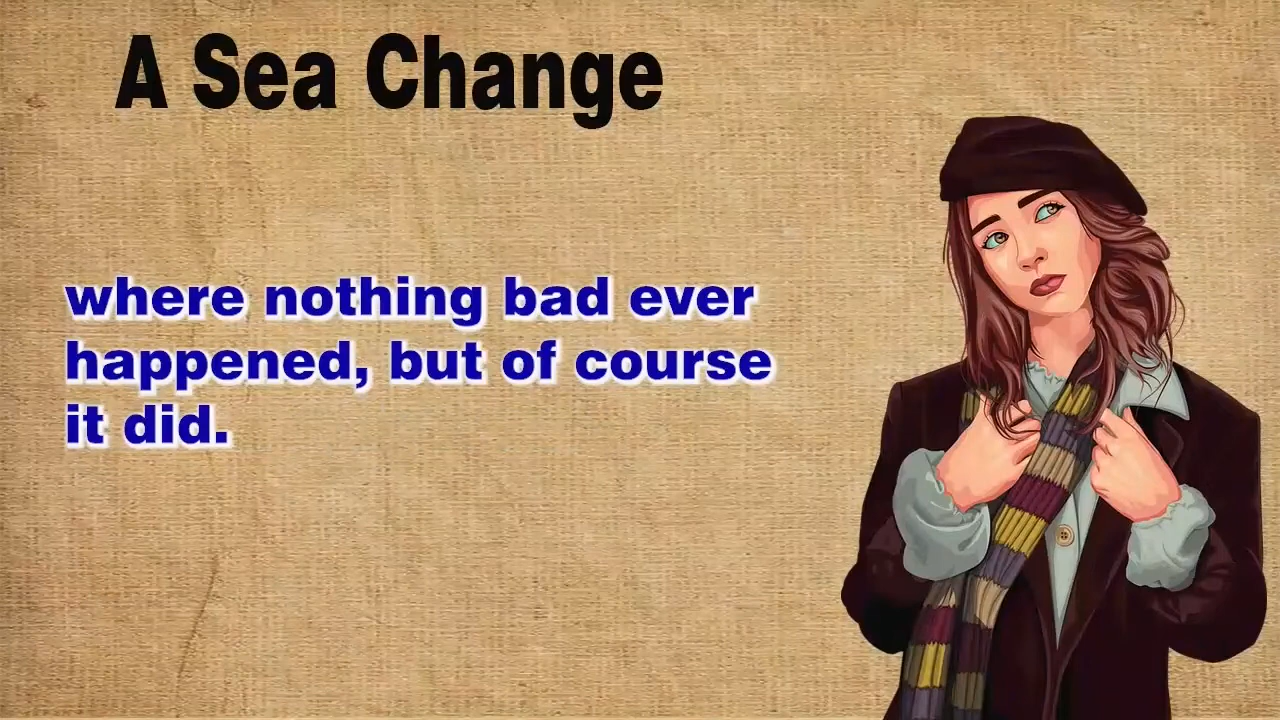 A Sea Change
where nothing bad ever
happened, but of course
it did.